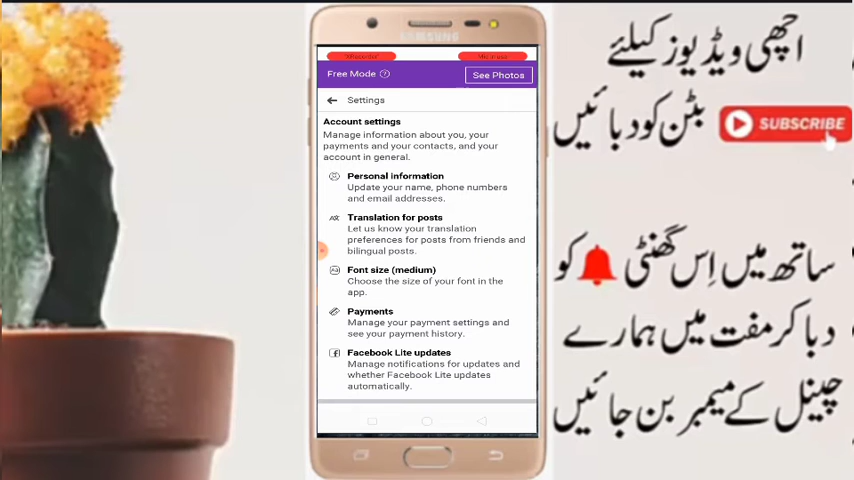 SAMSUNG
Free Mode
See Photos
Settings
Account settings
Manage information about you, your
payments and your contacts, and your
account in general.
Personal information
Update your name, phone numbers
and email addresses.
Translation for posts
Let us know your translation
preferences for posts from friends and
bilingual posts.
Font size (medium)
Choose the size of your font in the
app.
Payments
Manage your payment settings and
see your payment history.
Facebook Lite updates
Manage notifications for updates and
whether Facebook Lite updates
automatically.
اچھی ویڈیوز کیلئے
بٹن کو دبائیں SUBSCRIBE
ساتھ میں اِس گھنٹی کو
دبا کر مفت میں ہمارے
چینل کے میمبر بن جائیں